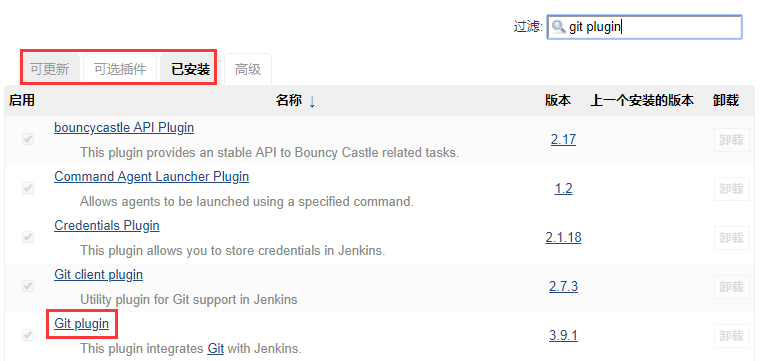 过滤: git plugin
可更新 可选插件 已安装 高级
启用 名称 ↓ 版本 上一个安装的版本 卸载
bouncycastle API Plugin
This plugin provides an stable API to Bouncy Castle related tasks.
2.17 卸载
Command Agent Launcher Plugin
Allows agents to be launched using a specified command.
1.2 卸载
Credentials Plugin
This plugin allows you to store credentials in Jenkins.
2.1.18 卸载
Git client plugin
Utility plugin for Git support in Jenkins
2.7.3 卸载
Git plugin
This plugin integrates Git with Jenkins.
3.9.1 卸载